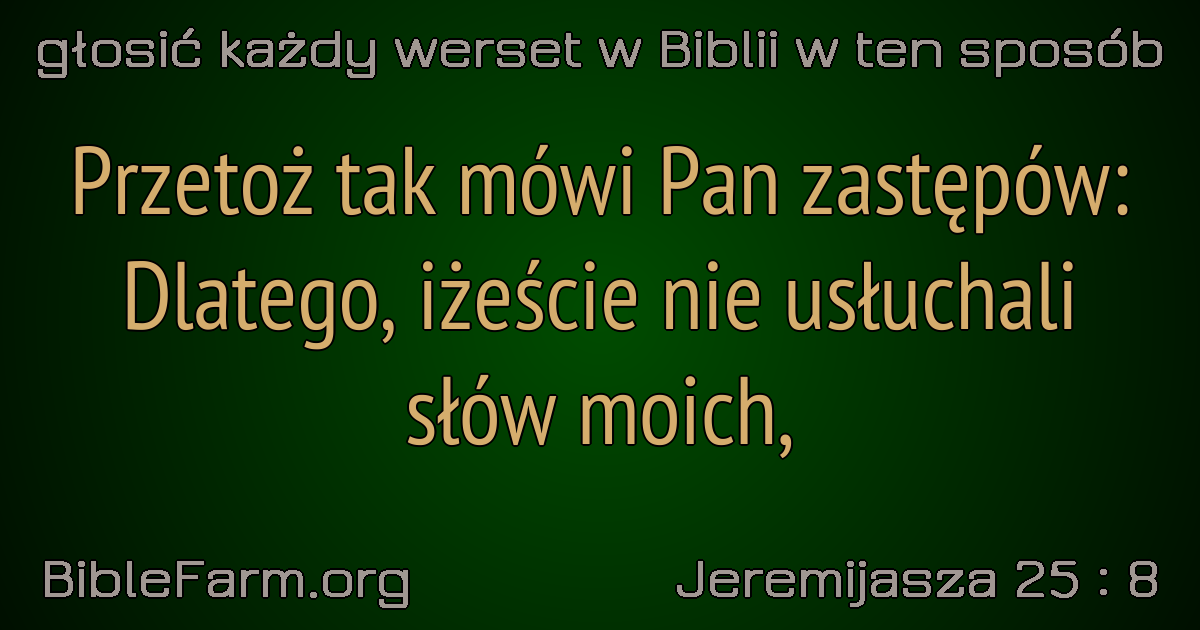 głosić każdy werset w Biblii w ten sposób
Przetoż tak mówi Pan zastępów:
Dlatego, iżeście nie usłuchali
słów moich,
BibleFarm.org
Jeremijasza 25 : 8